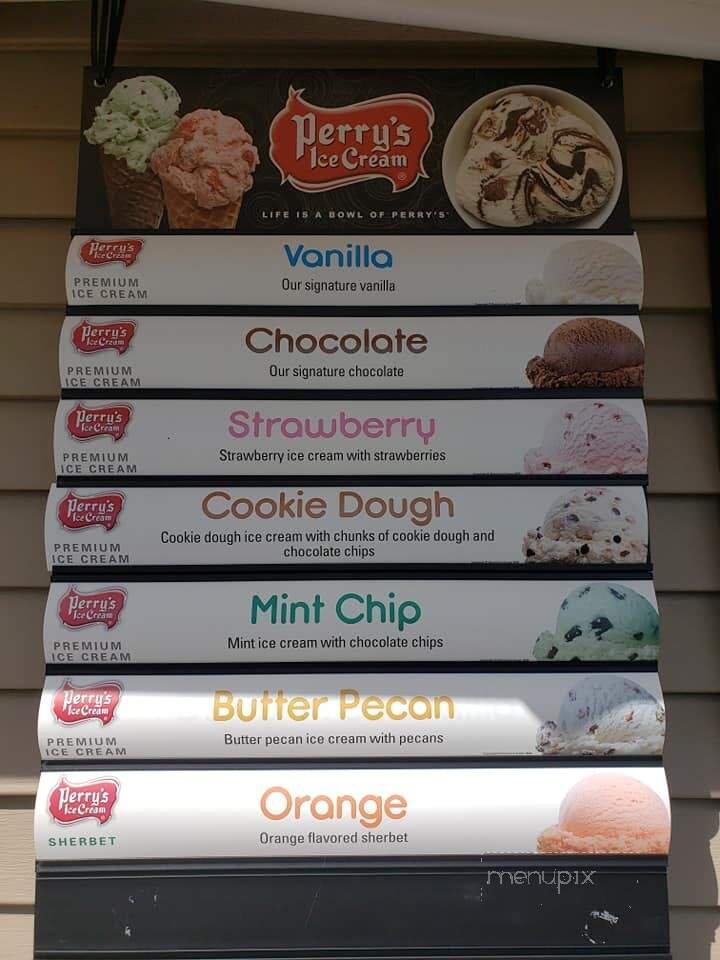 Perry's
Ice Cream
®
LIFE IS A BOWL OF PERRY'S
Perry's
Ice Cream
PREMIUM
ICE CREAM
Vanilla
Our signature vanilla
Perry's
Ice Cream
PREMIUM
ICE CREAM
Chocolate
Our signature chocolate
Perry's
Ice Cream
PREMIUM
ICE CREAM
Strawberry
Strawberry ice cream with strawberries
Perry's
Ice Cream
PREMIUM
ICE CREAM
Cookie Dough
Cookie dough ice cream with chunks of cookie dough and
chocolate chips
Perry's
Ice Cream
PREMIUM
ICE CREAM
Mint Chip
Mint ice cream with chocolate chips
Perry's
Ice Cream
PREMIUM
ICE CREAM
Butter Pecan
Butter pecan ice cream with pecans
Perry's
Ice Cream
SHERBET
Orange
Orange flavored sherbet
menupix